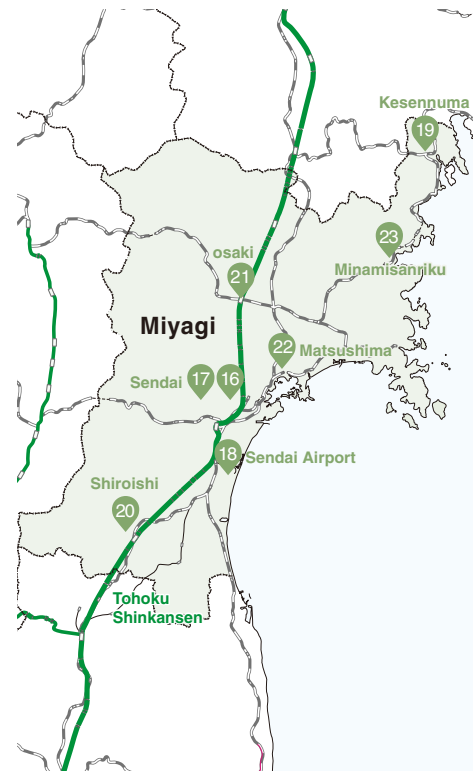 Kesennuma
19
23
Minamisanriku
osaki
21
Miyagi
22
Matsushima
Sendai
17
16
18
Sendai Airport
Shiroishi
20
Tohoku
Shinkansen